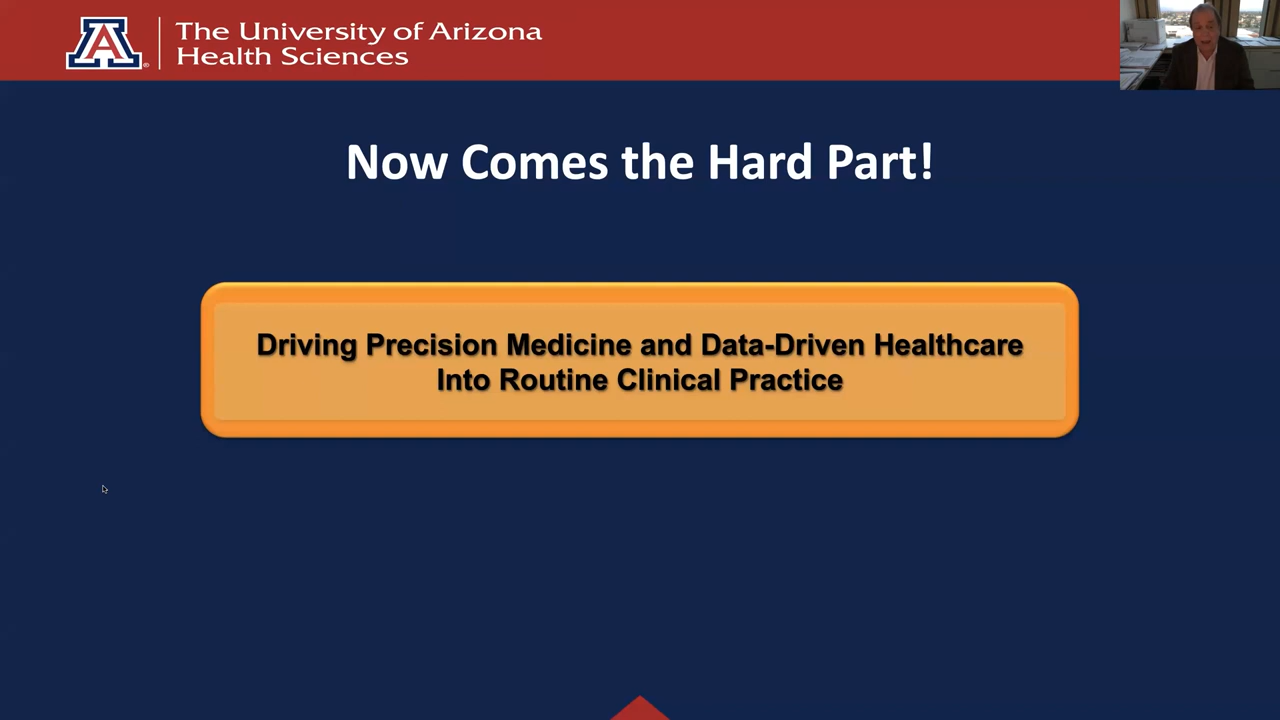 The University of Arizona
Health Sciences
Now Comes the Hard Part!
Driving Precision Medicine and Data-Driven Healthcare
Into Routine Clinical Practice